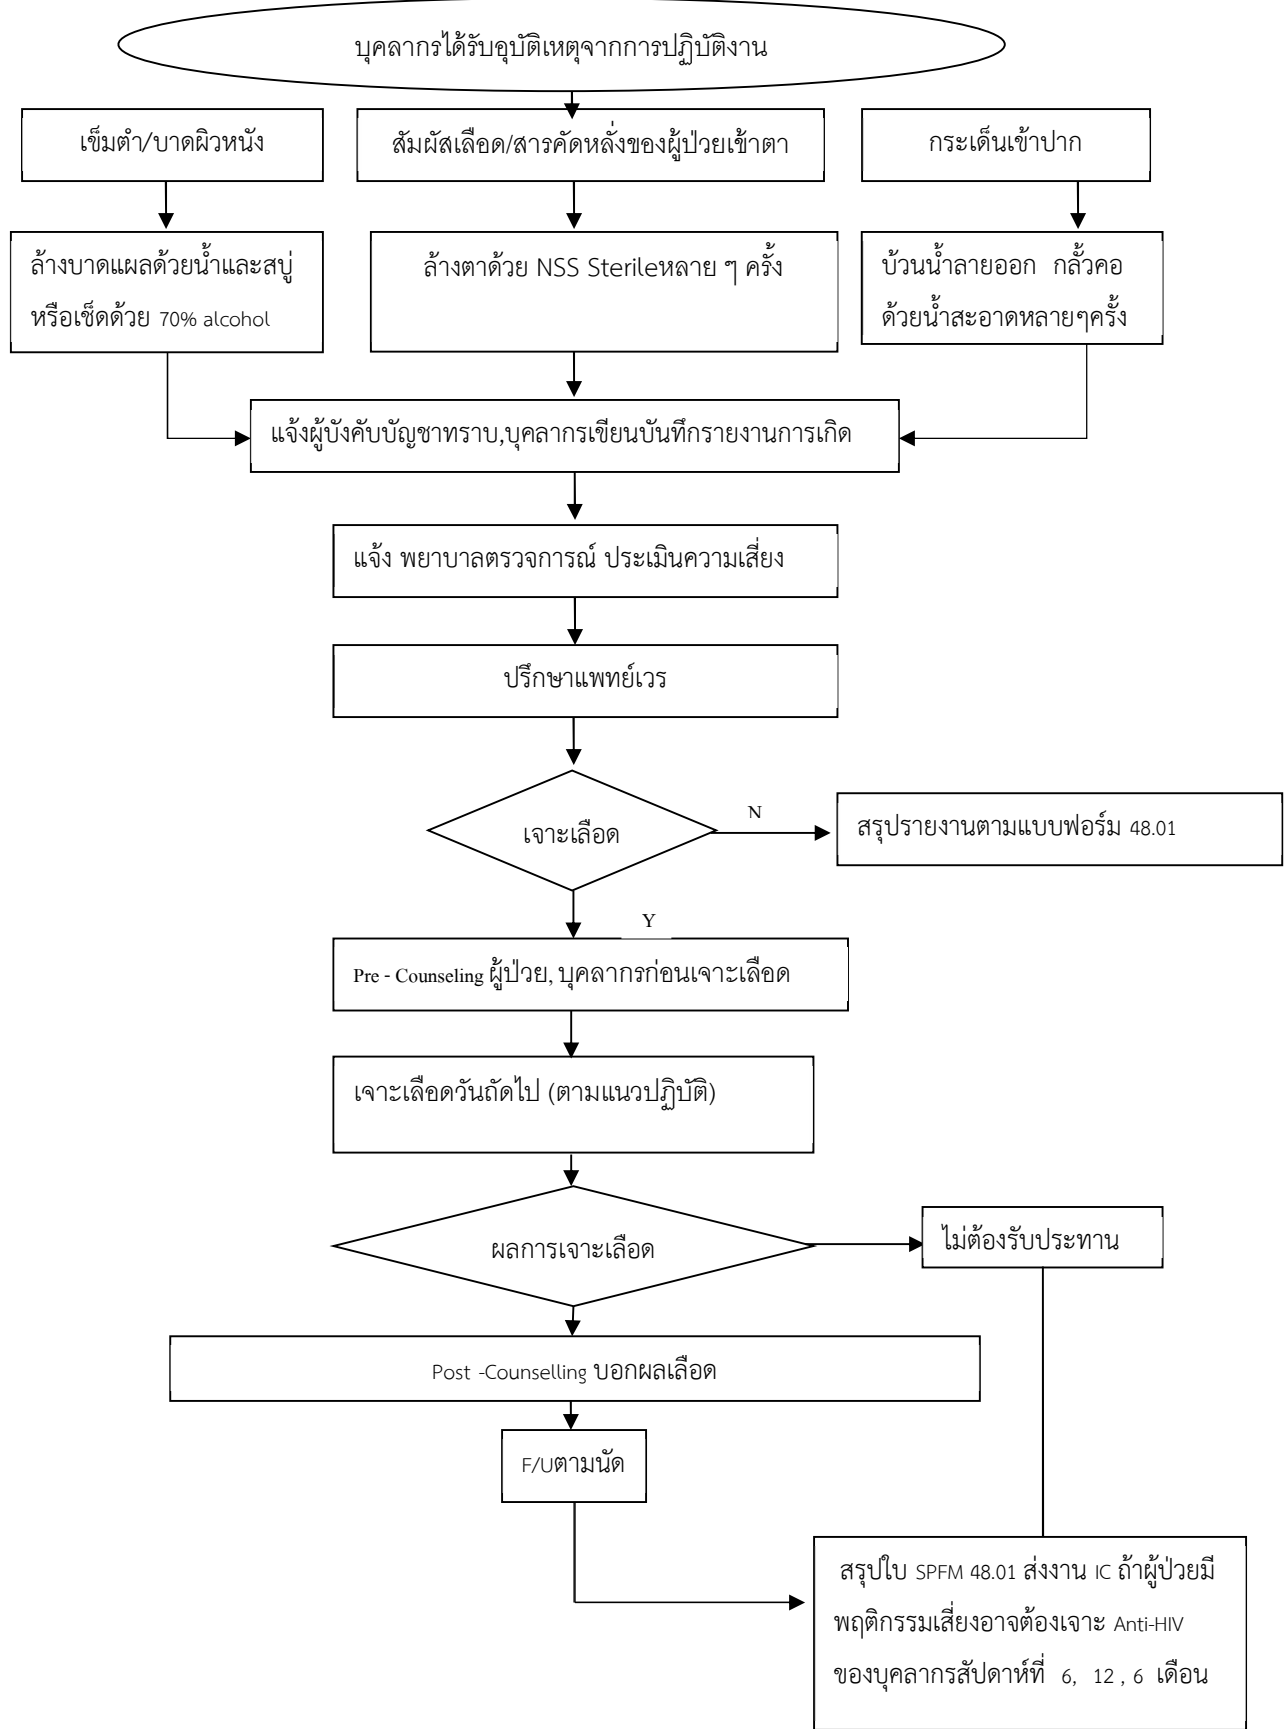 บุคลากรได้รับอุบัติเหตุจากการปฏิบัติงาน
เข็มตำ/บาดผิวหนัง
สัมผัสเลือด/สารคัดหลั่งของผู้ป่วยเข้าตา
กระเด็นเข้าปาก
ล้างบาดแผลด้วยน้ำและสบู่
หรือเช็ดด้วย 70% alcohol
ล้างตาด้วย NSS Sterileหลาย ๆ ครั้ง
บ้วนน้ำลายออก กลั้วคอ
ด้วยน้ำสะอาดหลายๆครั้ง
แจ้งผู้บังคับบัญชาทราบ,บุคลากรเขียนบันทึกรายงานการเกิด
แจ้ง พยาบาลตรวจการณ์ ประเมินความเสี่ยง
ปรึกษาแพทย์เวร
เจาะเลือด
N
สรุปรายงานตามแบบฟอร์ม 48.01
Y
Pre - Counseling ผู้ป่วย, บุคลากรก่อนเจาะเลือด
เจาะเลือดวันถัดไป (ตามแนวปฏิบัติ)
ผลการเจาะเลือด
ไม่ต้องรับประทาน
Post -Counselling บอกผลเลือด
F/Uตามนัด
สรุปใบ SPFM 48.01 ส่งงาน IC ถ้าผู้ป่วยมี
พฤติกรรมเสี่ยงอาจต้องเจาะ Anti-HIV
ของบุคลากรสัปดาห์ที่ 6, 12 , 6 เดือน